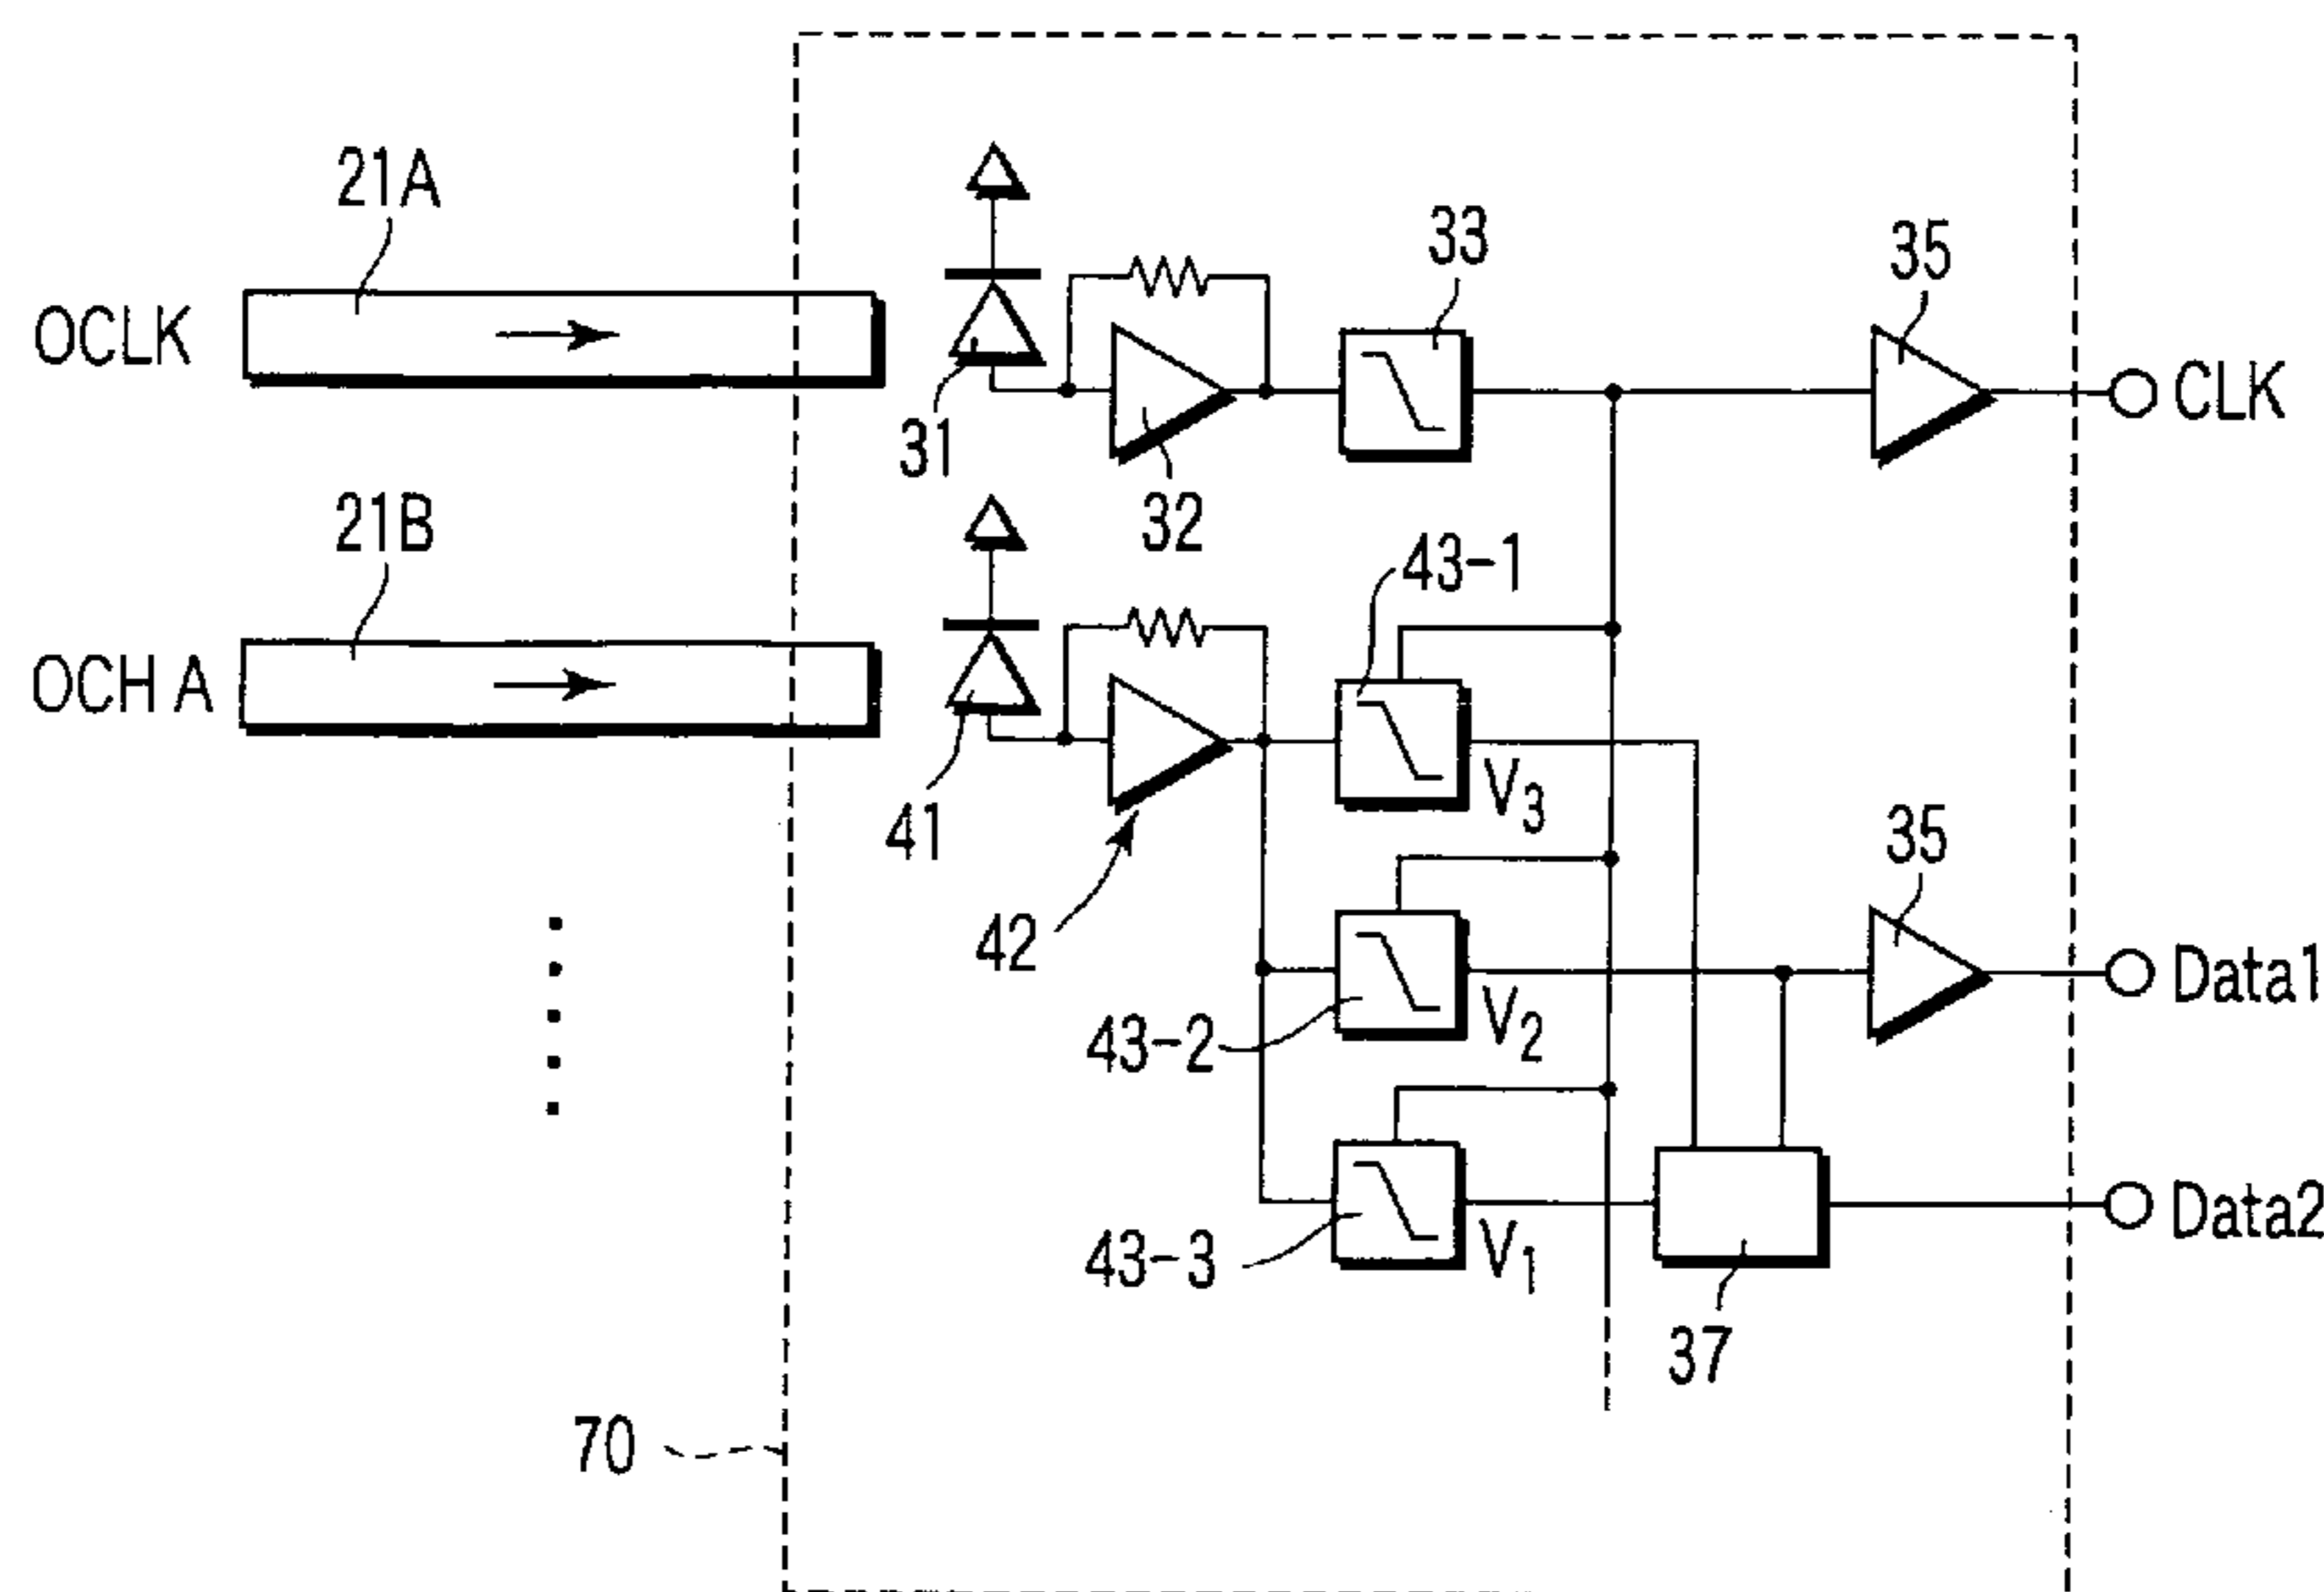 21A
33
35
OCLK
CLK
31
32
21B
43-1
OCH A
V3
41
35
42
Data1
43-2
V2
Data2
43-3
V1
37
70